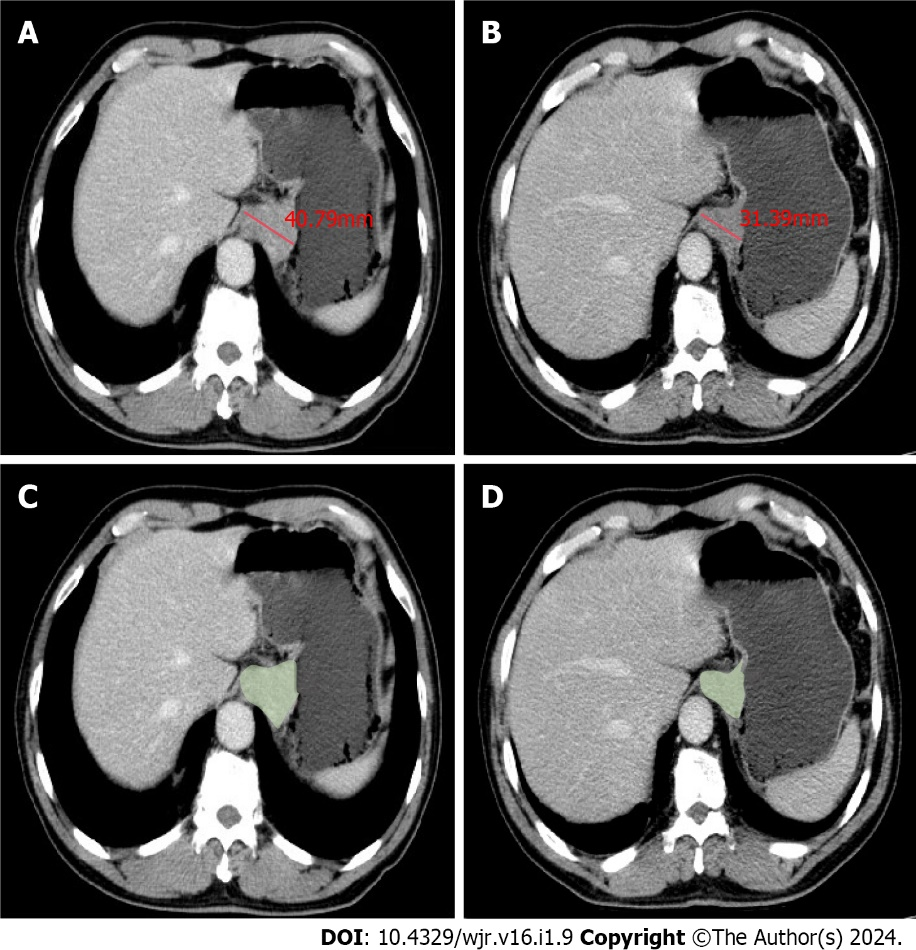 A
B
40.79mm
31.39mm
C
D
DOI: 10.4329/wjr.v16.i1.9 Copyright ©The Author(s) 2024.